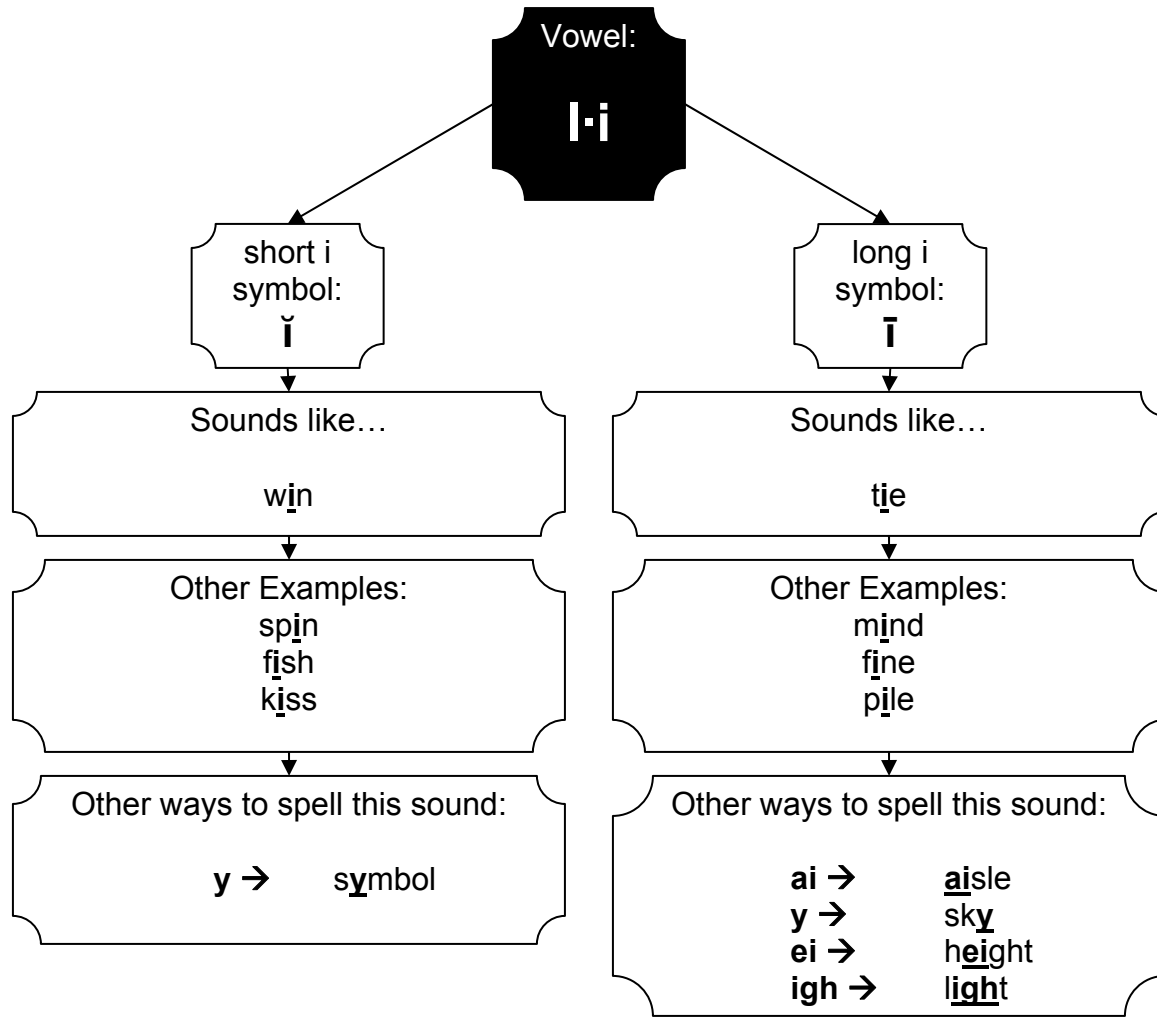 Vowel:
I·i
short i
symbol:
ĭ
Sounds like…
win
Other Examples:
spin
fish
kiss
Other ways to spell this sound:
y → symbol
long i
symbol:
ī
Sounds like…
tie
Other Examples:
mind
fine
pile
Other ways to spell this sound:
ai → aisle
y → sky
ei → height
igh → light